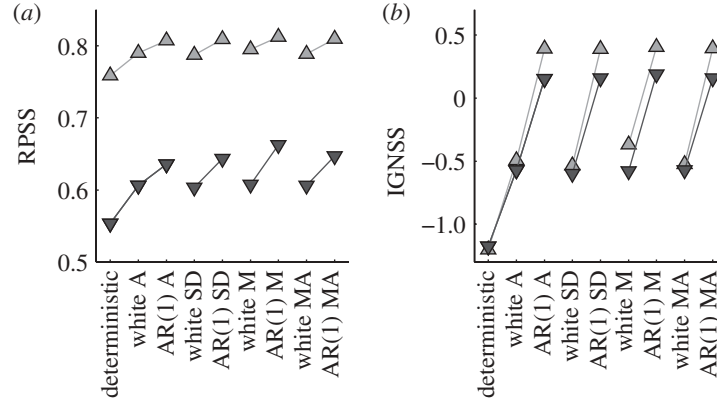 (a)
RPSS
0.8
0.7
0.6
0.5
deterministic
white A
AR(1) A
white SD
AR(1) SD
white M
AR(1) M
white MA
AR(1) MA
(b)
IGNSS
0.5
0
−0.5
−1.0
deterministic
white A
AR(1) A
white SD
AR(1) SD
white M
AR(1) M
white MA
AR(1) MA